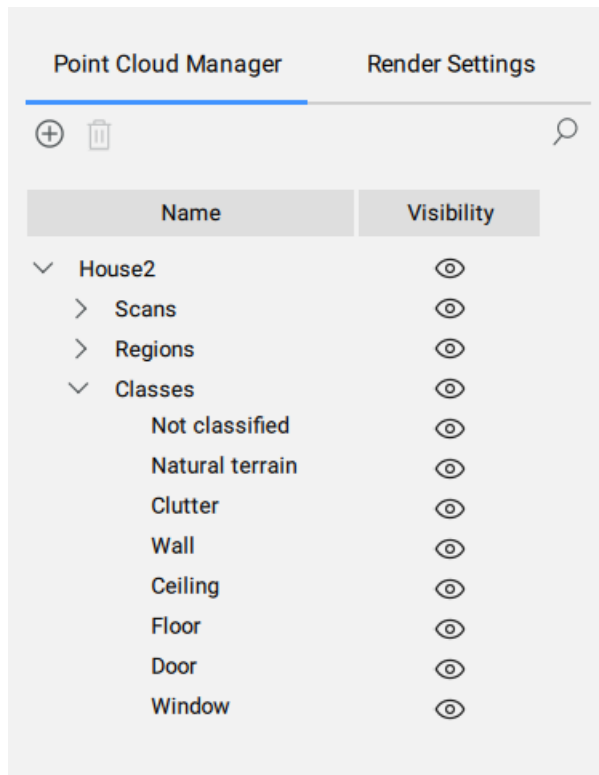 Point Cloud Manager Render Settings
Name Visibility
House2
Scans
Regions
Classes
Not classified
Natural terrain
Clutter
Wall
Ceiling
Floor
Door
Window